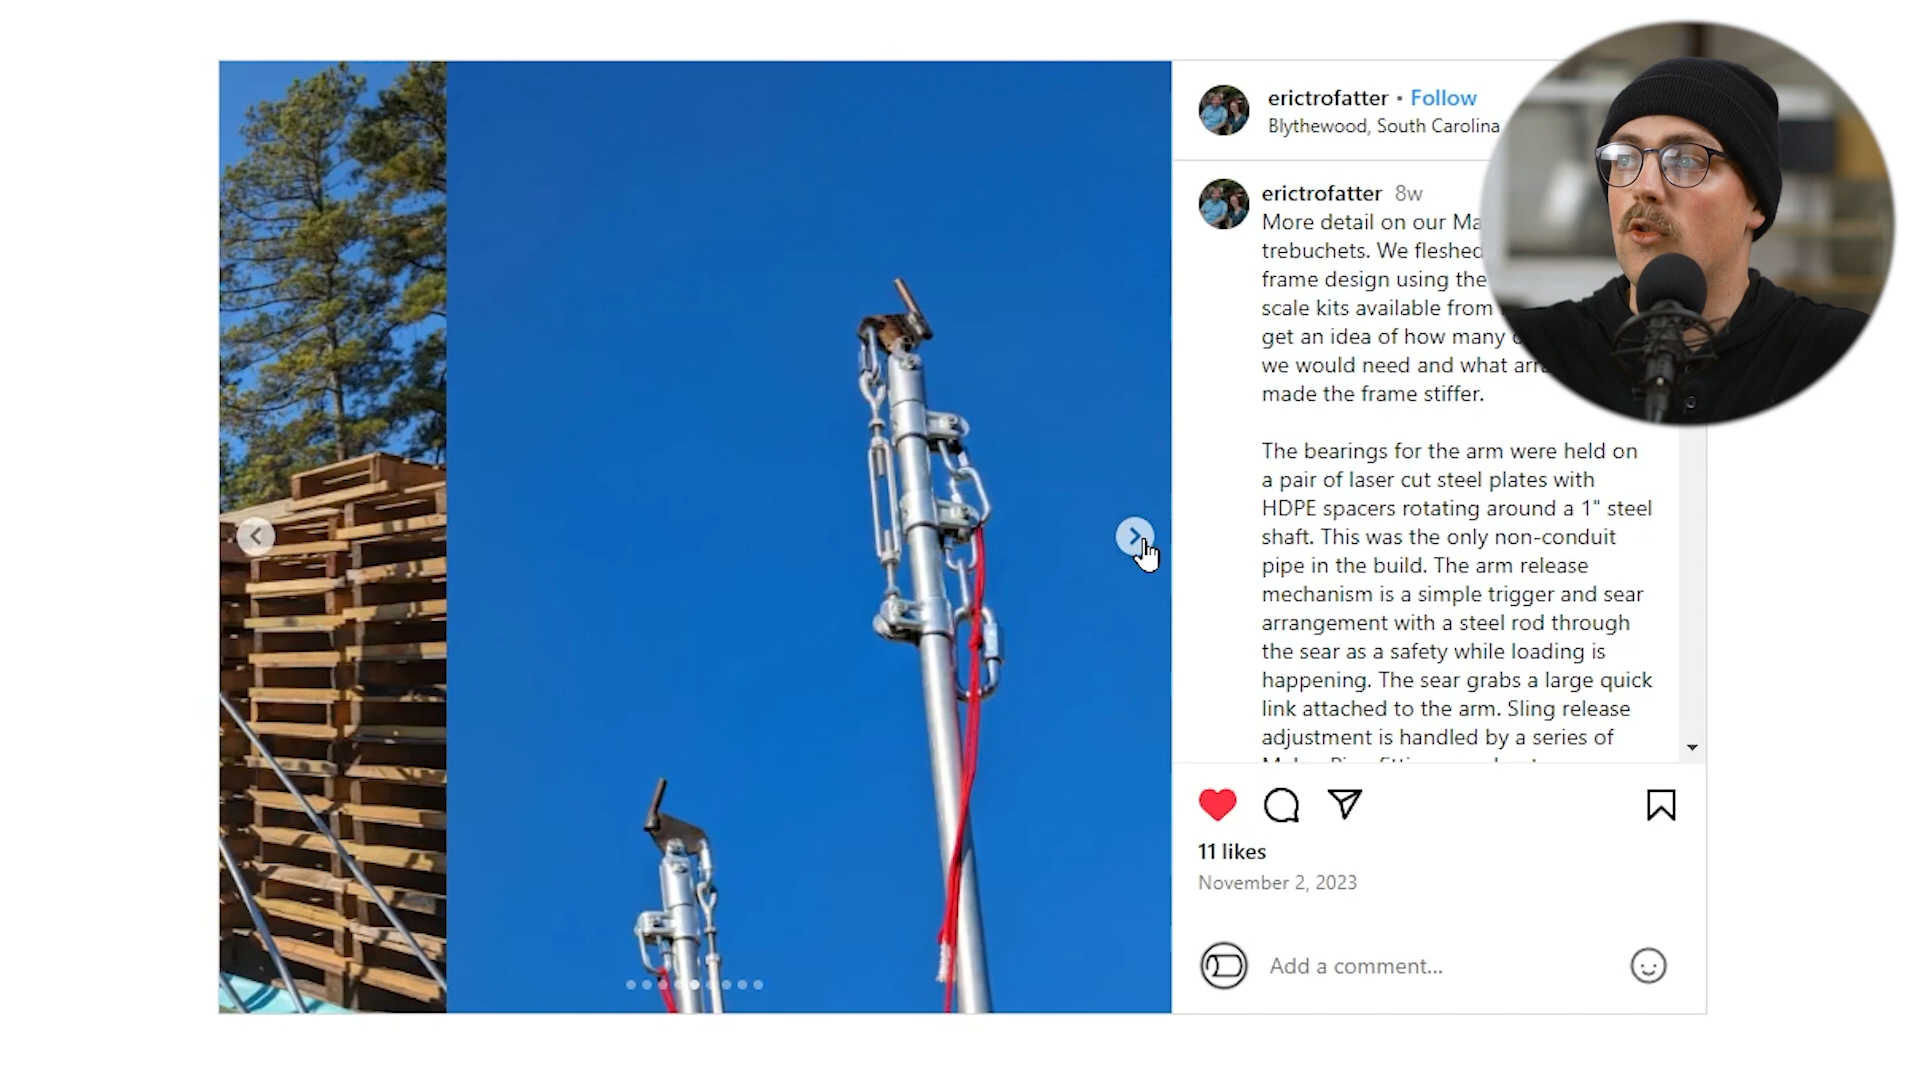 erictrofatter • Follow
Blythewood, South Carolina
erictrofatter 8w
More detail on our
trebuchets. We fleshed
frame design using the
scale kits available from
get an idea of how many
we would need and what
made the frame stiffer.
The bearings for the arm were held on
a pair of laser cut steel plates with
HDPE spacers rotating around a 1" steel
shaft. This was the only non-conduit
pipe in the build. The arm release
mechanism is a simple trigger and sear
arrangement with a steel rod through
the sear as a safety while loading is
happening. The sear grabs a large quick
link attached to the arm. Sling release
adjustment is handled by a series of
11 likes
November 2, 2023
Add a comment...